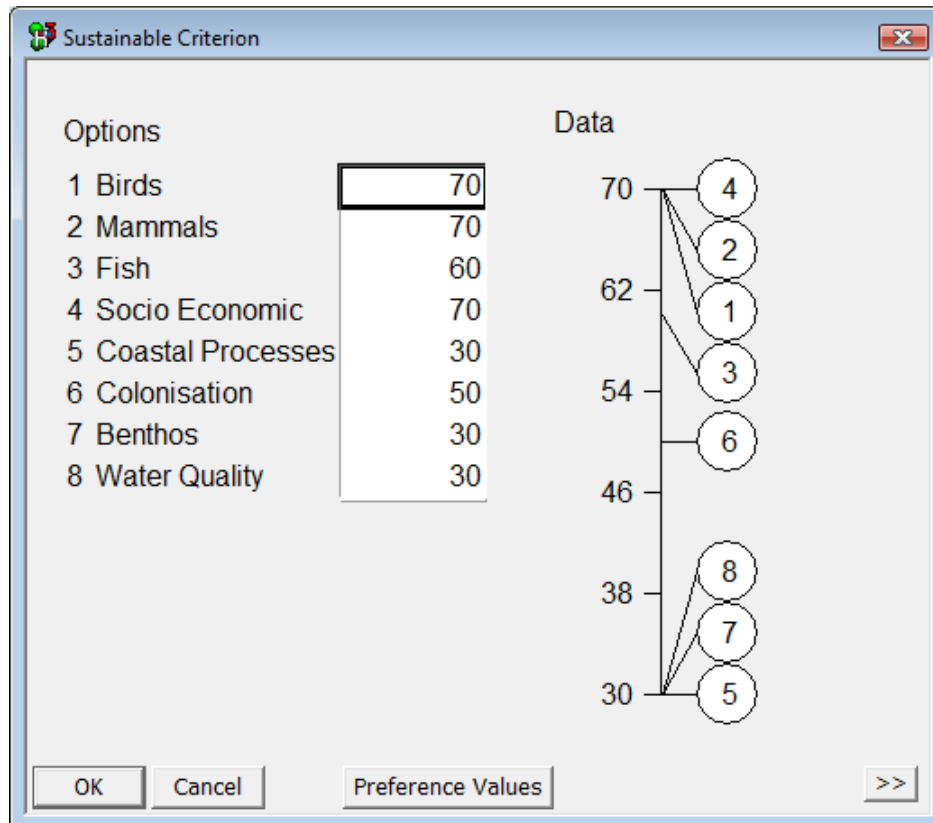 Sustainable Criterion
Options
1 Birds 70
2 Mammals 70
3 Fish 60
4 Socio Economic 70
5 Coastal Processes 30
6 Colonisation 50
7 Benthos 30
8 Water Quality 30
Data
70 4
2
62 1
3
54
6
46
8
38
7
30 5
OK Cancel Preference Values >>